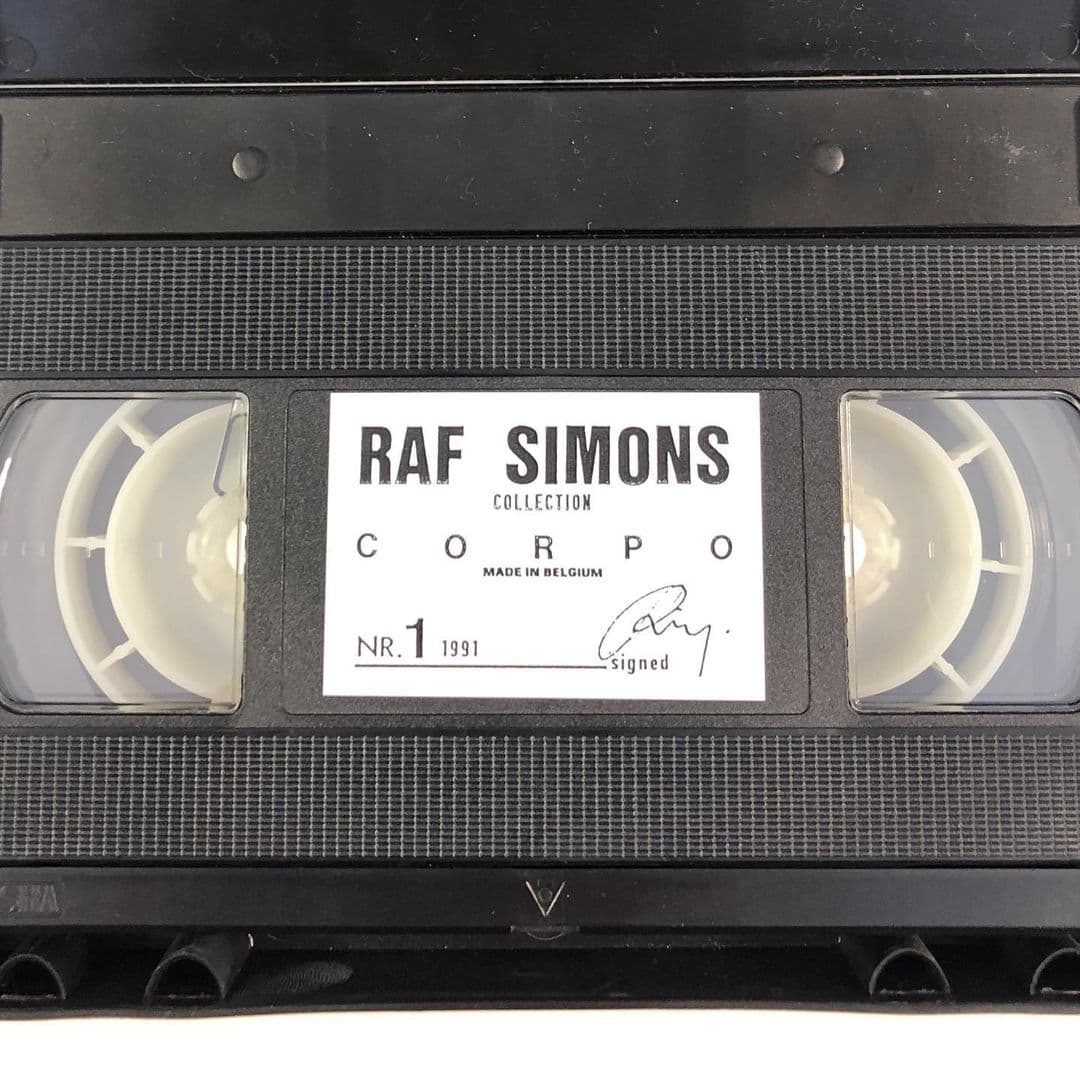 RAF SIMONS
COLLECTION
C O R P O
MADE IN BELGIUM
NR. 1 1991
signed